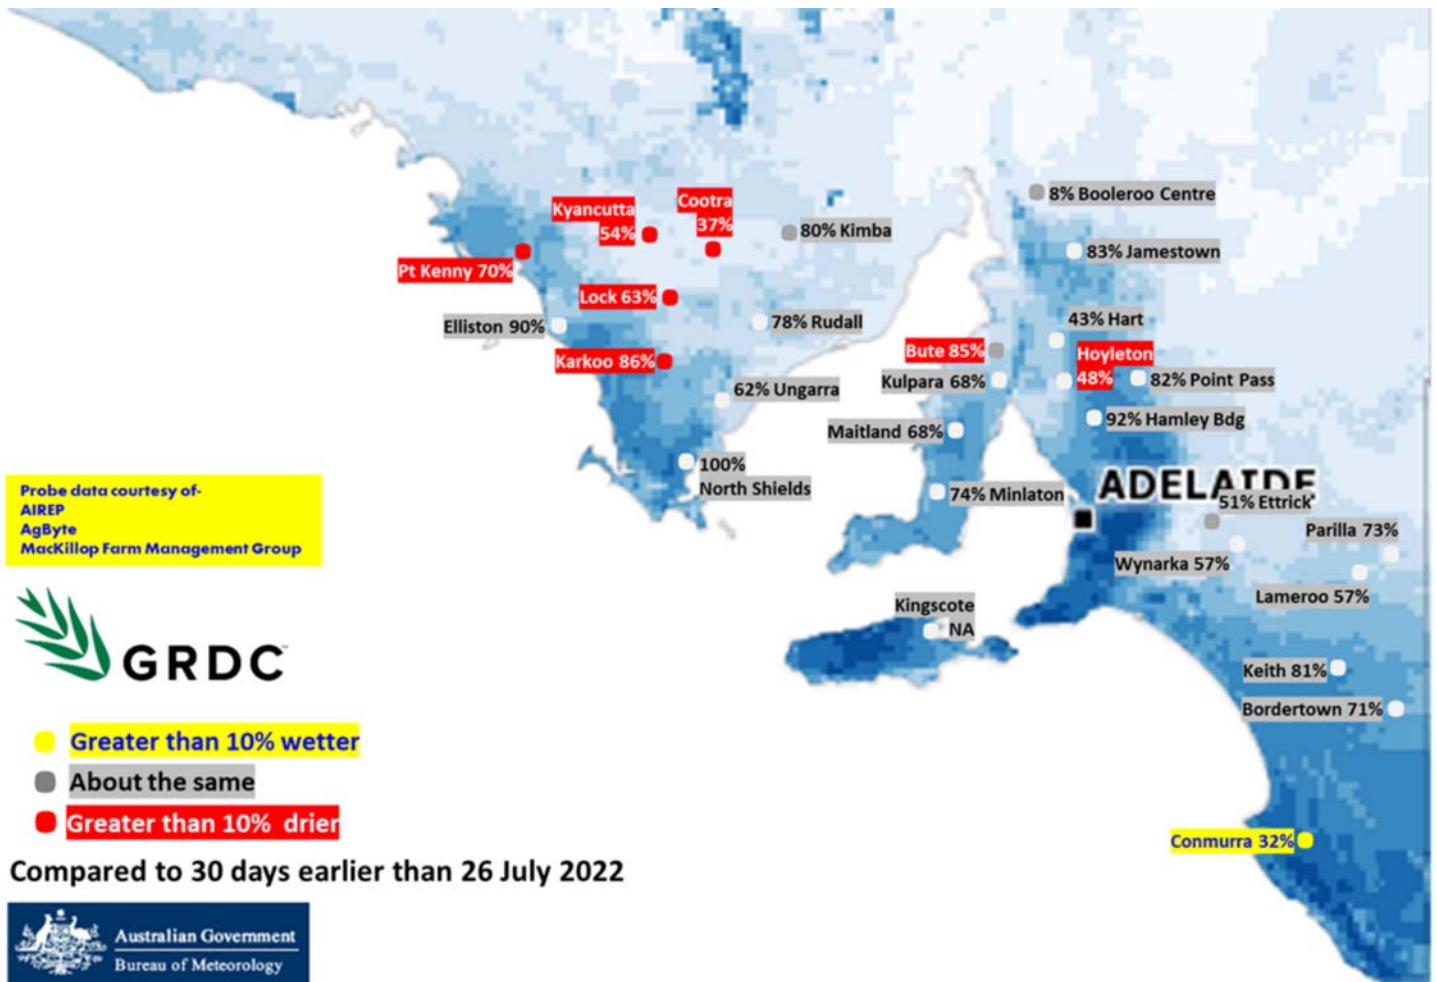 Kyancutta
54%
Cootra
37%
80% Kimba
8% Booleroo Centre
83% Jamestown
Pt Kenny 70%
Lock 63%
Elliston 90%
78% Rudall
43% Hart
Bute 85%
Hoyleton
48%
Karkoo 86%
Kulpara 68%
82% Point Pass
62% Ungarra
92% Hamley Bdg
Maitland 68%
100%
North Shields
74% Minlaton
ADELAIDE
51% Ettrick
Parilla 73%
Wynarka 57%
Lameroo 57%
Kingscote
NA
Keith 81%
Bordertown 71%
Conmurra 32%
Probe data courtesy of-
AIREP
AgByte
MacKillop Farm Management Group
GRDC™
Greater than 10% wetter
About the same
Greater than 10% drier
Compared to 30 days earlier than 26 July 2022
Australian Government
Bureau of Meteorology